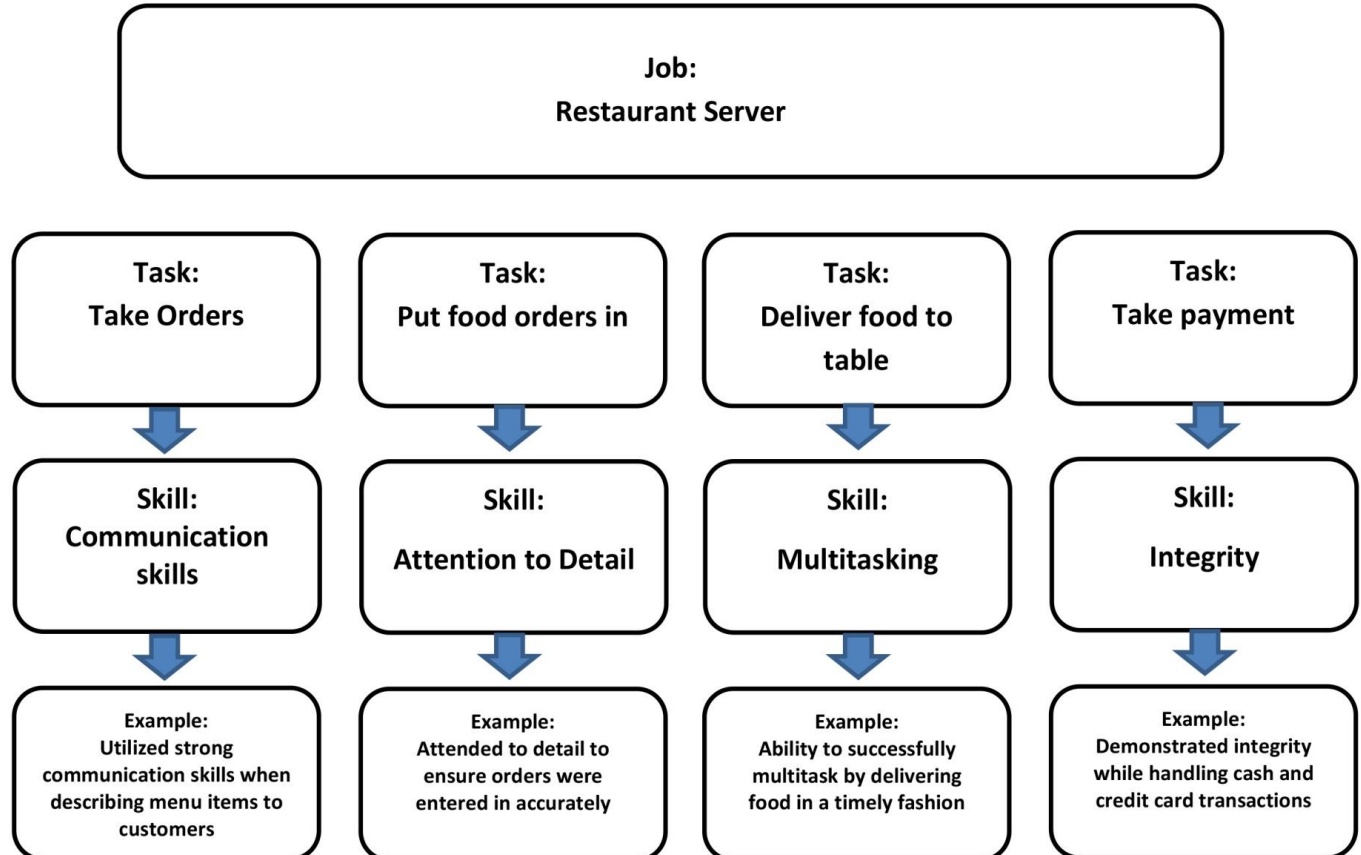 Job:
Restaurant Server
Task:
Take Orders
Task:
Put food orders in
Task:
Deliver food to
table
Task:
Take payment
Skill:
Communication
skills
Skill:
Attention to Detail
Skill:
Multitasking
Skill:
Integrity
Example:
Utilized strong
communication skills when
describing menu items to
customers
Example:
Attended to detail to
ensure orders were
entered in accurately
Example:
Ability to successfully
multitask by delivering
food in a timely fashion
Example:
Demonstrated integrity
while handling cash and
credit card transactions